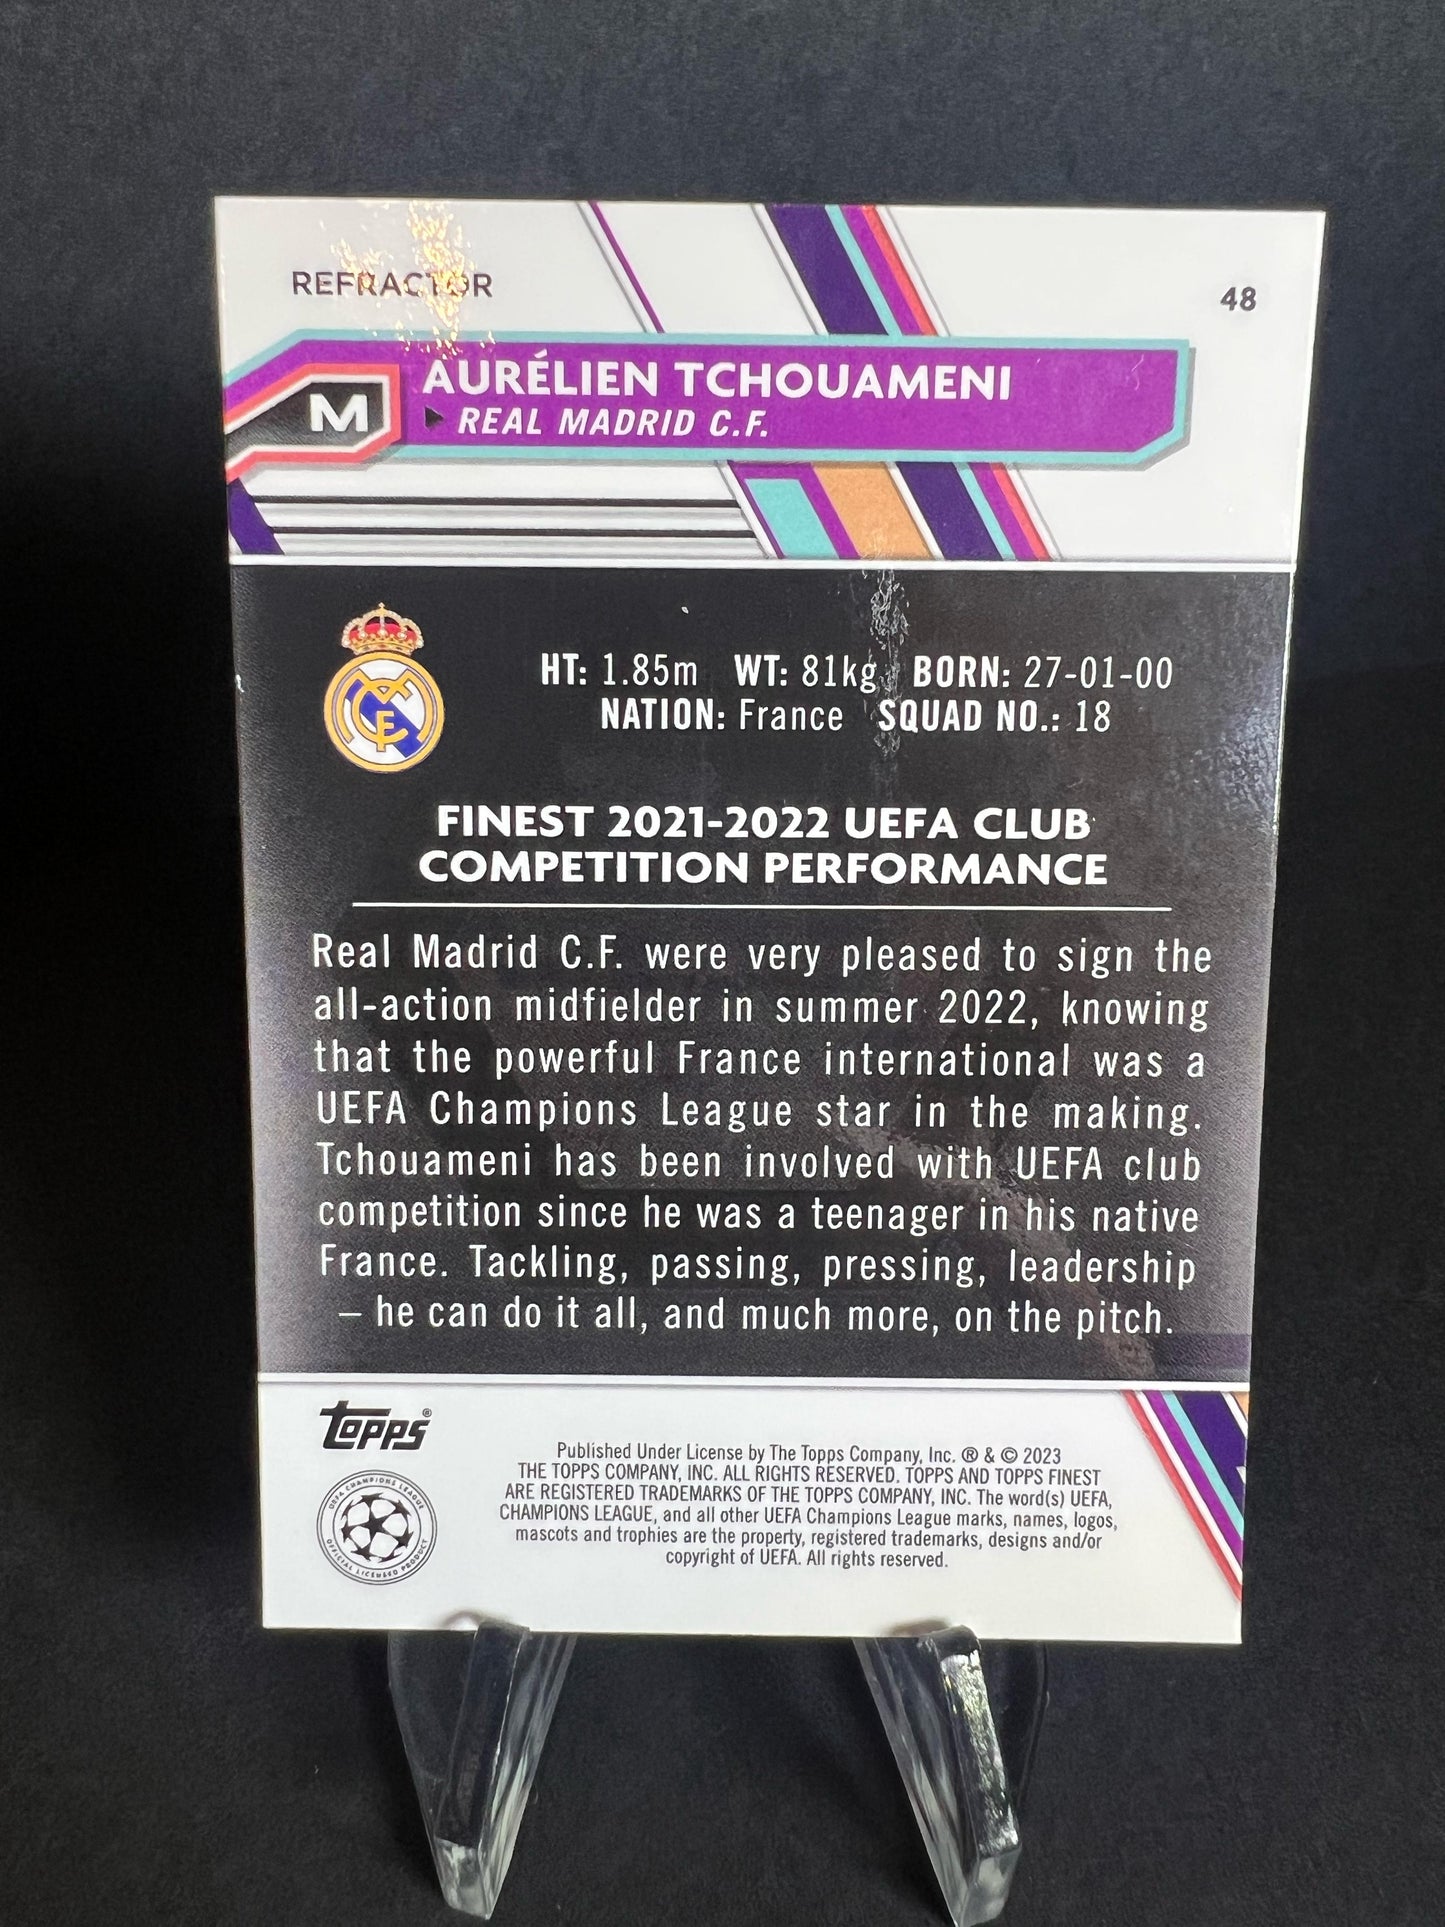 REFRACTOR
48
AURÉLIEN TCHOUAMENI
M
REAL MADRID C.F.
HT: 1.85m WT: 81kg BORN: 27-01-00
NATION: France SQUAD NO.: 18
FINEST 2021-2022 UEFA CLUB
COMPETITION PERFORMANCE
Real Madrid C.F. were very pleased to sign the
all-action midfielder in summer 2022, knowing
that the powerful France international was a
UEFA Champions League star in the making.
Tchouameni has been involved with UEFA club
competition since he was a teenager in his native
France. Tackling, passing, pressing, leadership
– he can do it all, and much more, on the pitch.
Topps®
UEFA CHAMPIONS LEAGUE
OFFICIAL LICENSED PRODUCT
Published Under License by The Topps Company, Inc. ® & © 2023
THE TOPPS COMPANY, INC. ALL RIGHTS RESERVED. TOPPS AND TOPPS FINEST
ARE REGISTERED TRADEMARKS OF THE TOPPS COMPANY, INC. The word(s) UEFA,
CHAMPIONS LEAGUE, and all other UEFA Champions League marks, names, logos,
mascots and trophies are the property, registered trademarks, designs and/or
copyright of UEFA. All rights reserved.